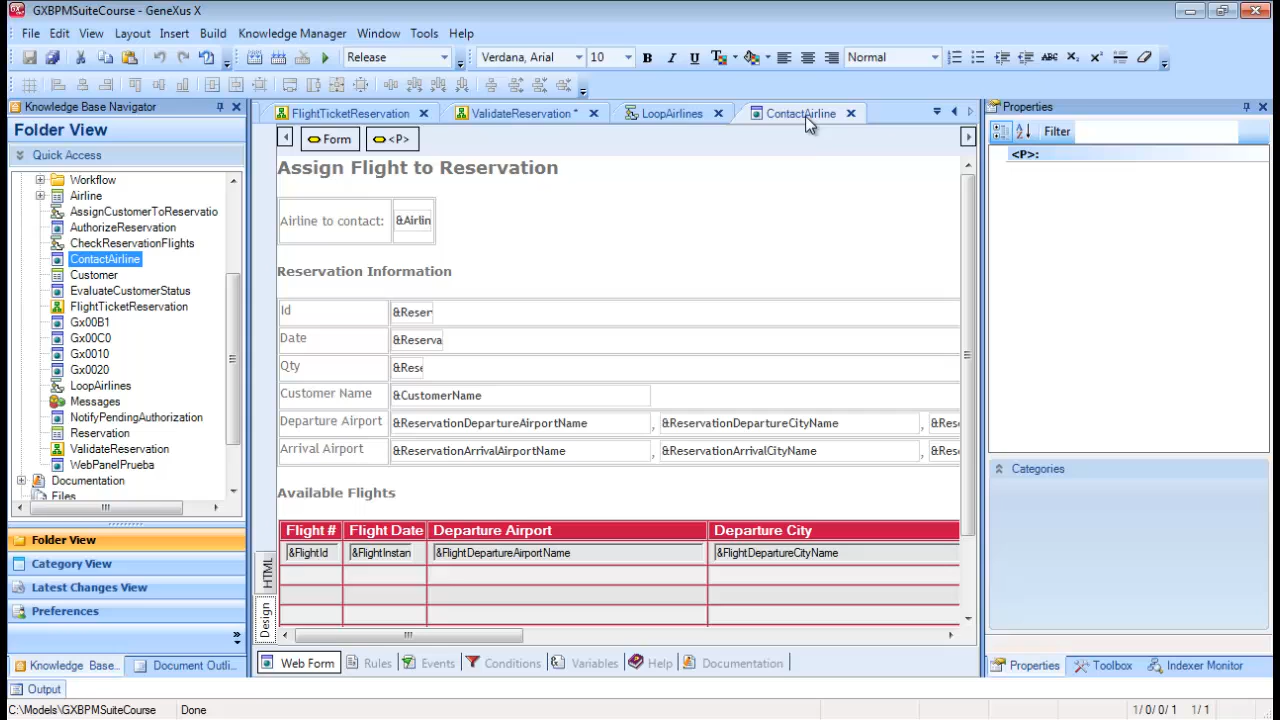 GXBPMSuiteCourse - GeneXus X
File Edit View Layout Insert Build Knowledge Manager Window Tools Help
Release Verdana, Arial 10 B I U Normal ABC
Knowledge Base Navigator
Folder View
Quick Access
Workflow
Airline
AssignCustomerToReservatio
AuthorizeReservation
CheckReservationFlights
ContactAirline
Customer
EvaluateCustomerStatus
FlightTicketReservation
Gx00B1
Gx00C0
Gx0010
Gx0020
LoopAirlines
Messages
NotifyPendingAuthorization
Reservation
ValidateReservation
WebPanelPrueba
Documentation
Files
Folder View
Category View
Latest Changes View
Preferences
Knowledge Base... Document Outli...
Output
FlightTicketReservation ValidateReservation * LoopAirlines ContactAirline
Form <P>
Assign Flight to Reservation
Airline to contact: &Airlin
Reservation Information
Id &Reser
Date &Reserva
Qty &Rese
Customer Name &CustomerName
Departure Airport &ReservationDepartureAirportName , &ReservationDepartureCityName , &Res
Arrival Airport &ReservationArrivalAirportName , &ReservationArrivalCityName , &Res
Available Flights
Flight # Flight Date Departure Airport Departure City
&FlightId &FlightInstan &FlightDepartureAirportName &FlightDepartureCityName
HTML
Design
Web Form Rules Events Conditions Variables Help Documentation
Properties
Filter
<P>:
Categories
Properties Toolbox Indexer Monitor
C:\Models\GXBPMSuiteCourse Done 1/ 0/ 0/ 1 1/ 1